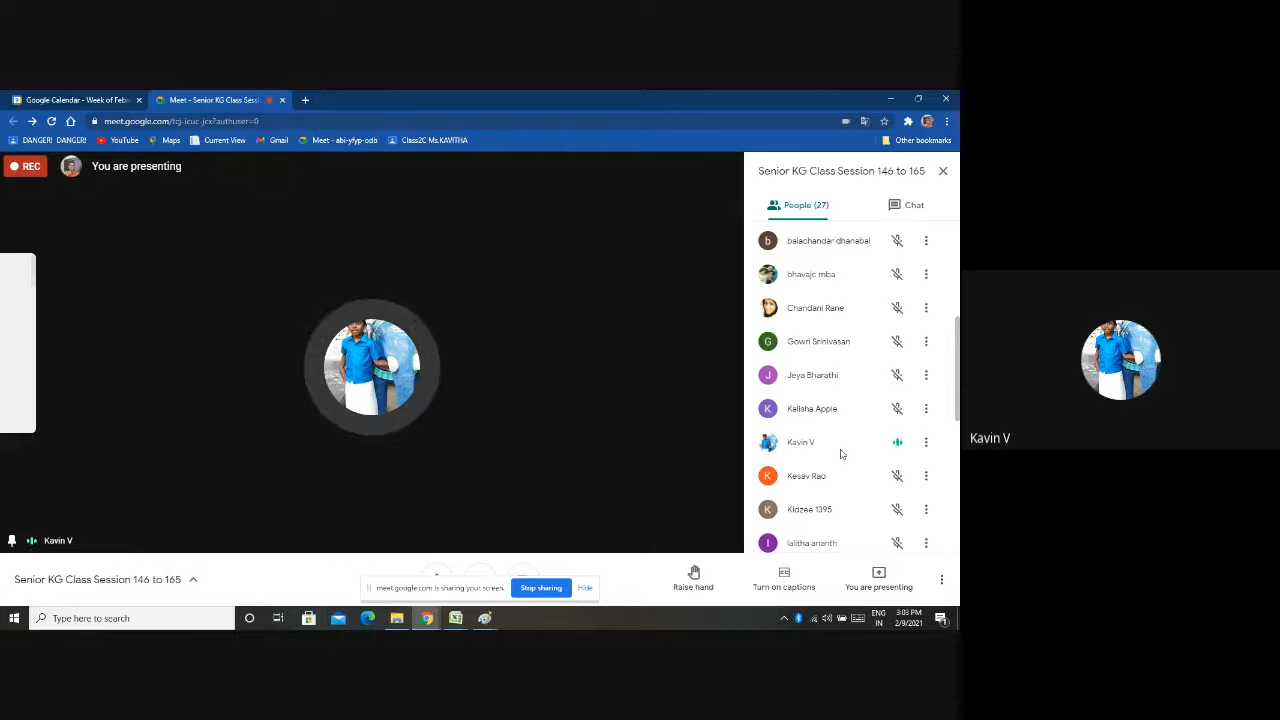 Google Calendar - Week of Febr
Meet - Senior KG Class Sessi
meet.google.com/tcj-icuc-jcx?authuser=0
DANGER! DANGER!
YouTube
Maps
Current View
Gmail
Meet - abi-yfyp-odb
Class2C Ms.KAVITHA
Other bookmarks
REC
You are presenting
Senior KG Class Session 146 to 165
People (27)
Chat
b
balachandar dhanabal
bhavajc mba
Chandani Rane
G
Gowri Srinivasan
J
Jeya Bharathi
K
Kalisha Apple
Kavin V
K
Kesav Rao
K
Kidzee 1395
l
lalitha ananth
Kavin V
Kavin V
Senior KG Class Session 146 to 165
meet.google.com is sharing your screen.
Stop sharing
Hide
Raise hand
CC
Turn on captions
You are presenting
Type here to search
ENG
IN
3:03 PM
2/9/2021